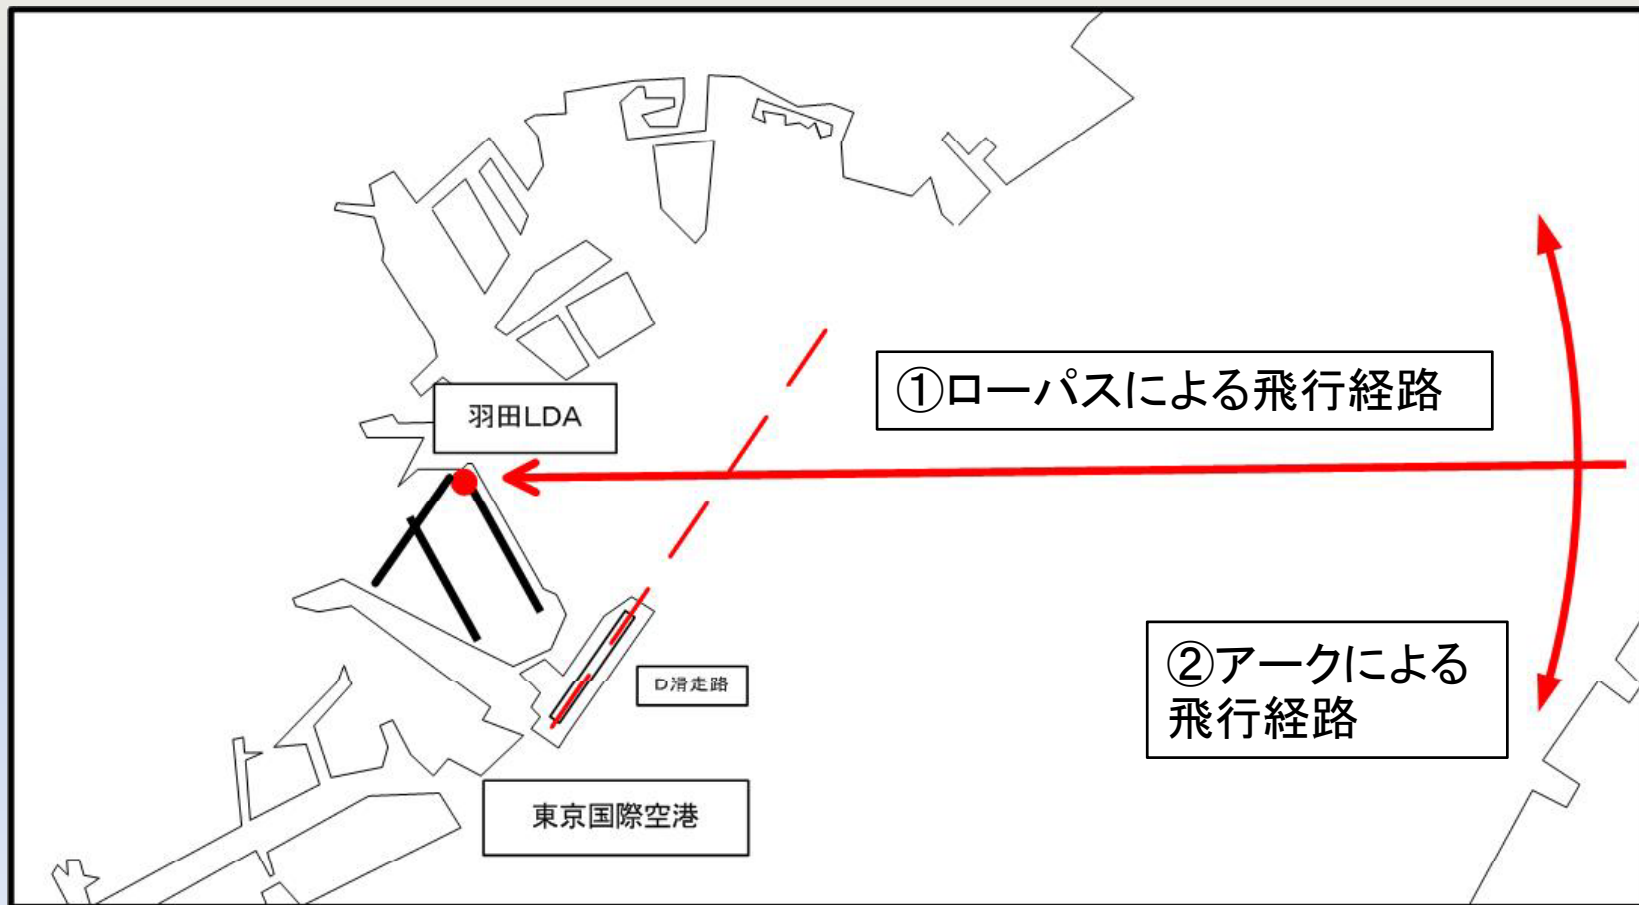 ①ローパスによる飛行経路
羽田LDA
D滑走路
②アークによる
飛行経路
東京国際空港